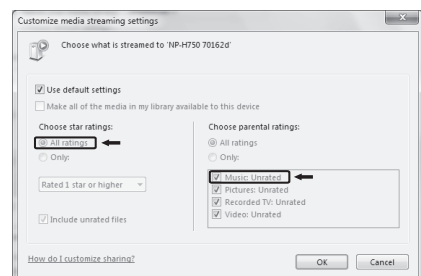 Customize media streaming settings
Choose what is streamed to 'NP-H750 70162d'
Use default settings
Make all of the media in my library available to this device
Choose star ratings:
All ratings
Only:
Rated 1 star or higher
Include unrated files
Choose parental ratings:
All ratings
Only:
Music: Unrated
Pictures: Unrated
Recorded TV: Unrated
Video: Unrated
How do I customize sharing?
OK
Cancel